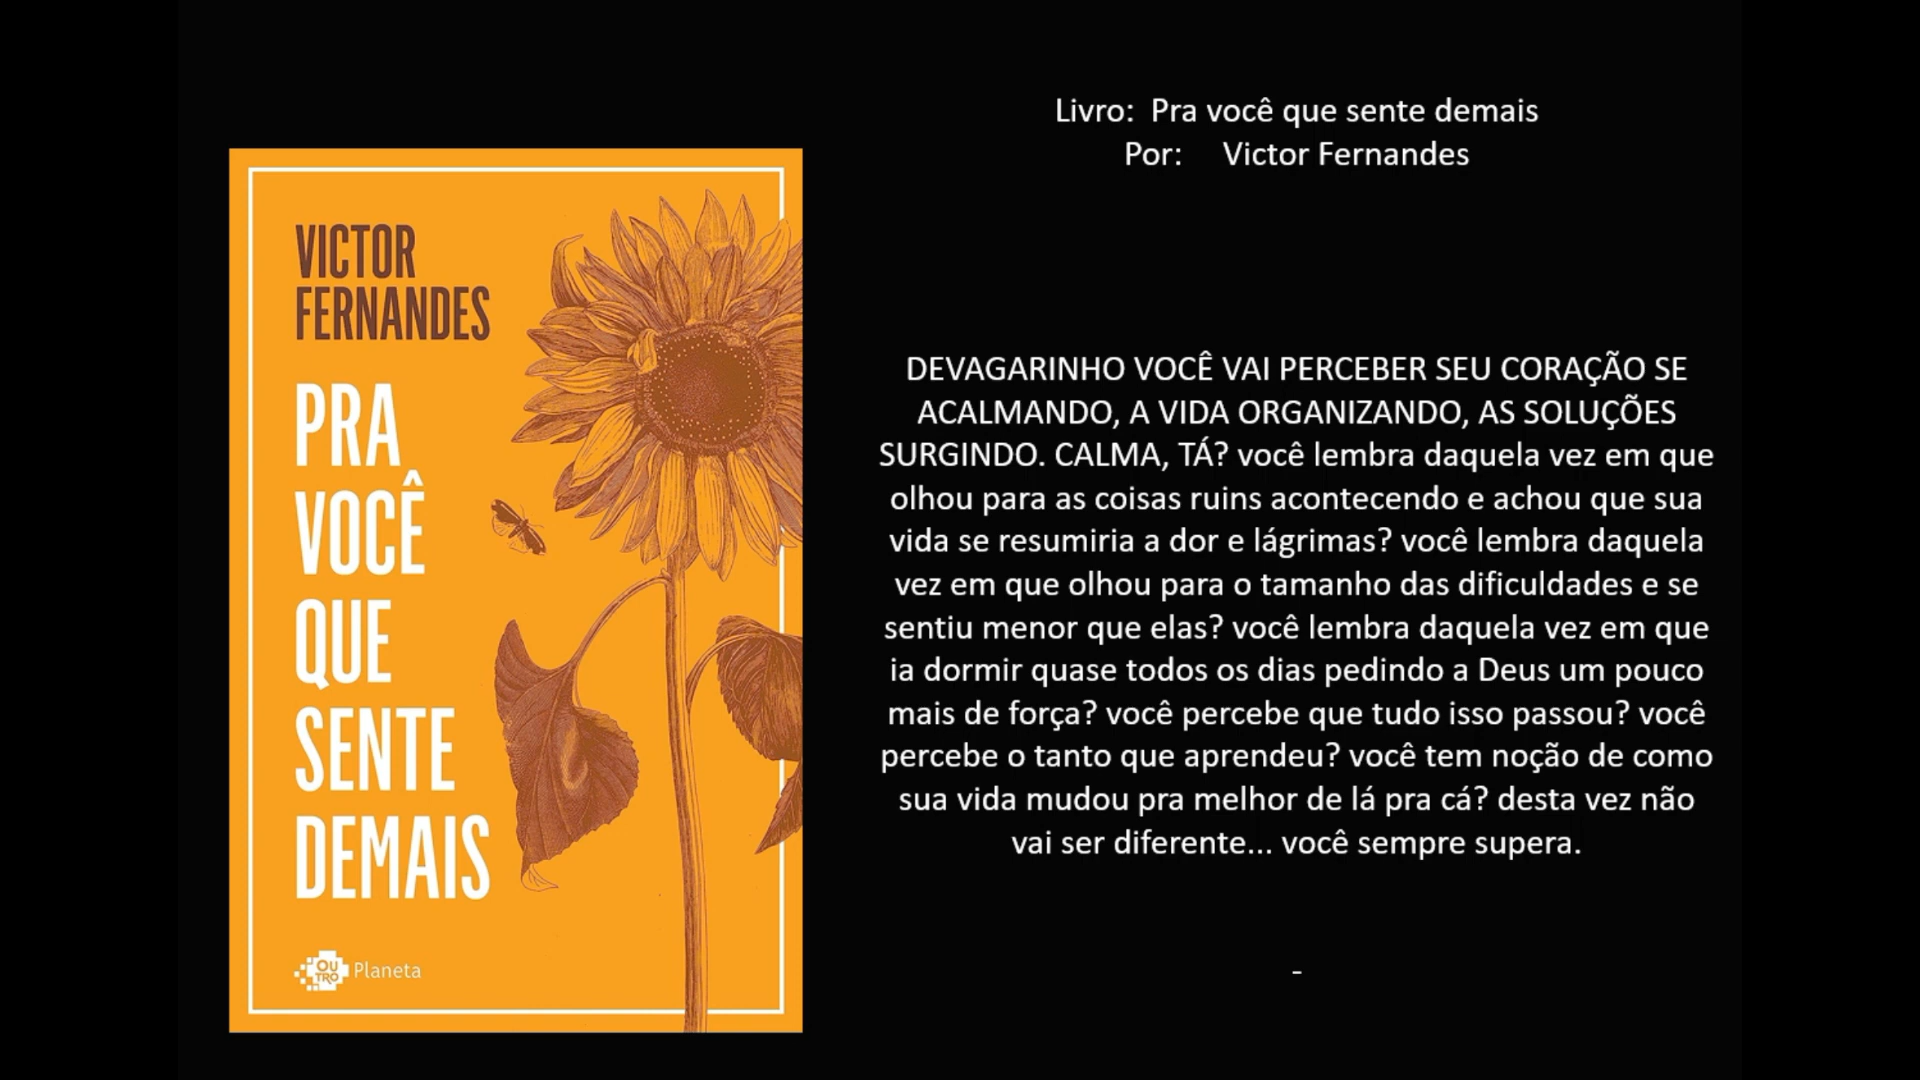 VICTOR
FERNANDES
PRA
VOCÊ
QUE
SENTE
DEMAIS
OU
TRO
Planeta
Livro:  Pra você que sente demais
Por:     Victor Fernandes
DEVAGARINHO VOCÊ VAI PERCEBER SEU CORAÇÃO SE
ACALMANDO, A VIDA ORGANIZANDO, AS SOLUÇÕES
SURGINDO. CALMA, TÁ? você lembra daquela vez em que
olhou para as coisas ruins acontecendo e achou que sua
vida se resumiria a dor e lágrimas? você lembra daquela
vez em que olhou para o tamanho das dificuldades e se
sentiu menor que elas? você lembra daquela vez em que
ia dormir quase todos os dias pedindo a Deus um pouco
mais de força? você percebe que tudo isso passou? você
percebe o tanto que aprendeu? você tem noção de como
sua vida mudou pra melhor de lá pra cá? desta vez não
vai ser diferente... você sempre supera.
-